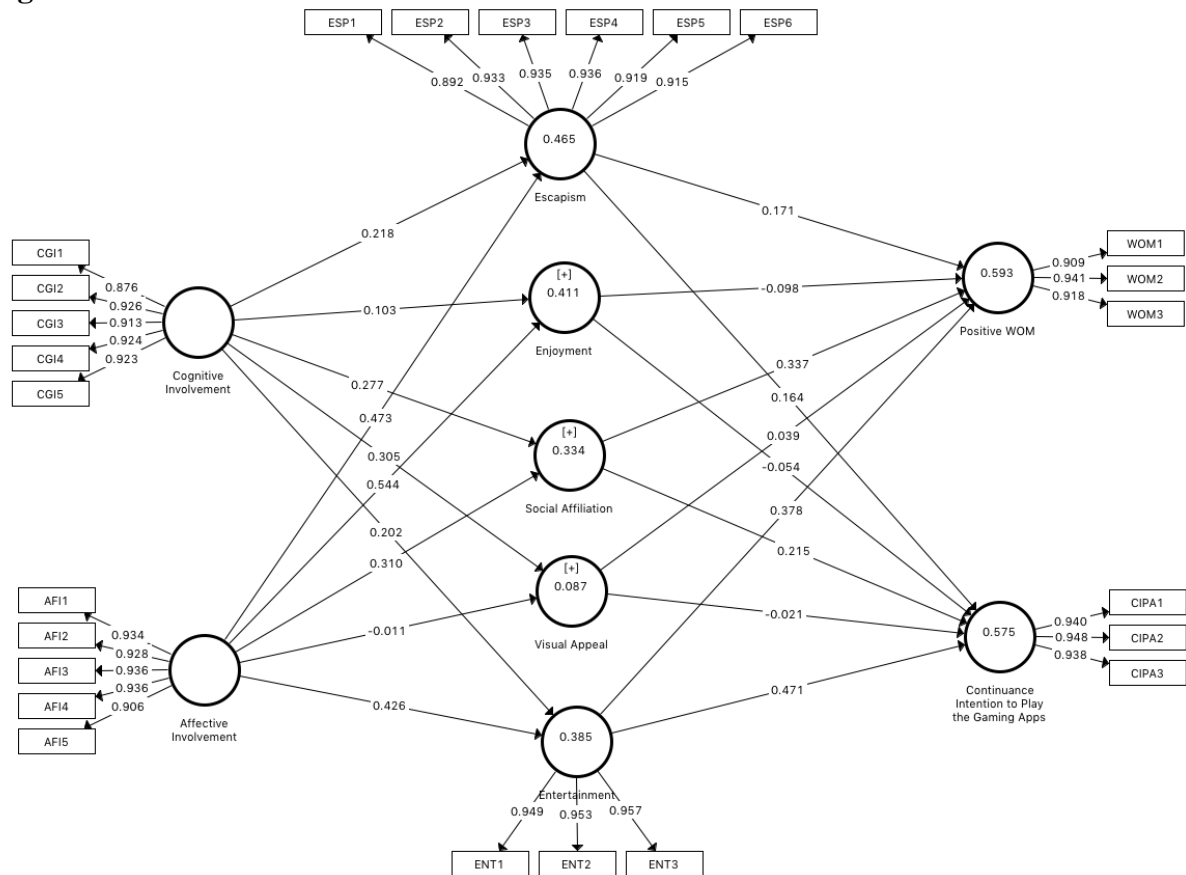 ESP1 ESP2 ESP3 ESP4 ESP5 ESP6
0.892 0.933 0.935 0.936 0.919 0.915
0.465
Escapism
0.218
0.171
CGI1
CGI2
CGI3
CGI4
CGI5
0.876
0.926
0.913
0.924
0.923
Cognitive
Involvement
[+]
0.411
Enjoyment
0.103
-0.098
0.593
Positive WOM
0.909
0.941
0.918
WOM1
WOM2
WOM3
0.277
0.473
0.305
0.544
0.202
0.310
0.337
0.164
0.039
-0.054
0.378
0.215
[+]
0.334
Social Affiliation
[+]
0.087
Visual Appeal
-0.011
-0.021
AFI1
AFI2
AFI3
AFI4
AFI5
0.934
0.928
0.936
0.936
0.906
Affective
Involvement
0.426
0.471
0.575
Continuance
Intention to Play
the Gaming Apps
0.940
0.948
0.938
CIPA1
CIPA2
CIPA3
0.385
Entertainment
0.949 0.953 0.957
ENT1 ENT2 ENT3